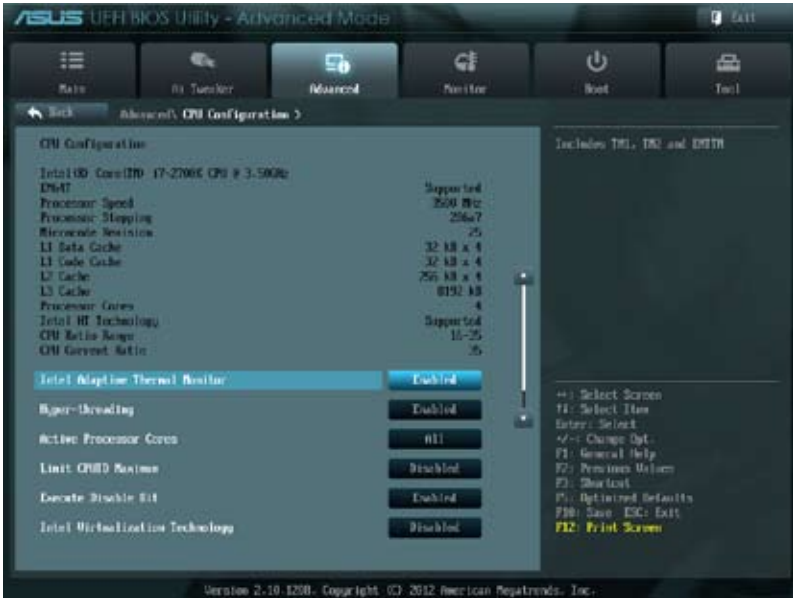 ASUS UEFI BIOS Utility - Advanced Mode
Exit
Main
Ai Tweaker
Advanced
Monitor
Boot
Tool
Back
Advanced\ CPU Configuration >
CPU Configuration
Includes TM1, TM2 and EMTTM
Intel(R) Core(TM) i7-2700K CPU @ 3.50GHz
EM64T Supported
Processor Speed 3500 MHz
Processor Stepping 206a7
Microcode Revision 25
L1 Data Cache 32 kB x 4
L1 Code Cache 32 kB x 4
L2 Cache 256 kB x 4
L3 Cache 8192 kB
Processor Cores 4
Intel HT Technology Supported
CPU Ratio Range 16-35
CPU Current Ratio 35
Intel Adaptive Thermal Monitor Enabled
Hyper-threading Enabled
Active Processor Cores All
Limit CPUID Maximum Disabled
Execute Disable Bit Enabled
Intel Virtualization Technology Disabled
→←: Select Screen
↑↓: Select Item
Enter: Select
+/-: Change Opt.
F1: General Help
F2: Previous Values
F3: Shortcut
F5: Optimized Defaults
F10: Save ESC: Exit
F12: Print Screen
Version 2.10.1208. Copyright (C) 2012 American Megatrends, Inc.